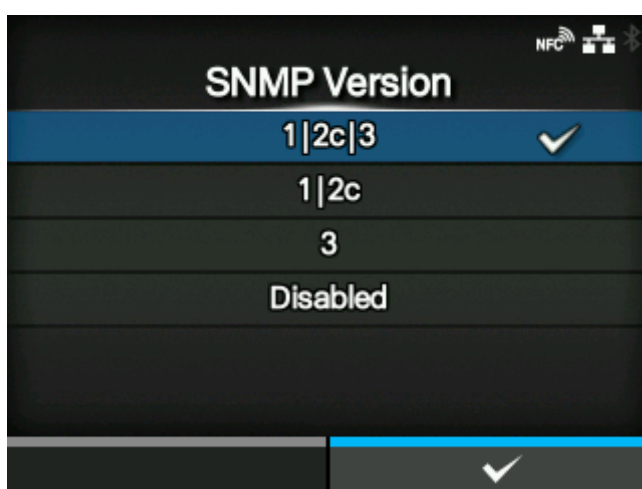 NFC
SNMP Version
1|2c|3
1|2c
3
Disabled